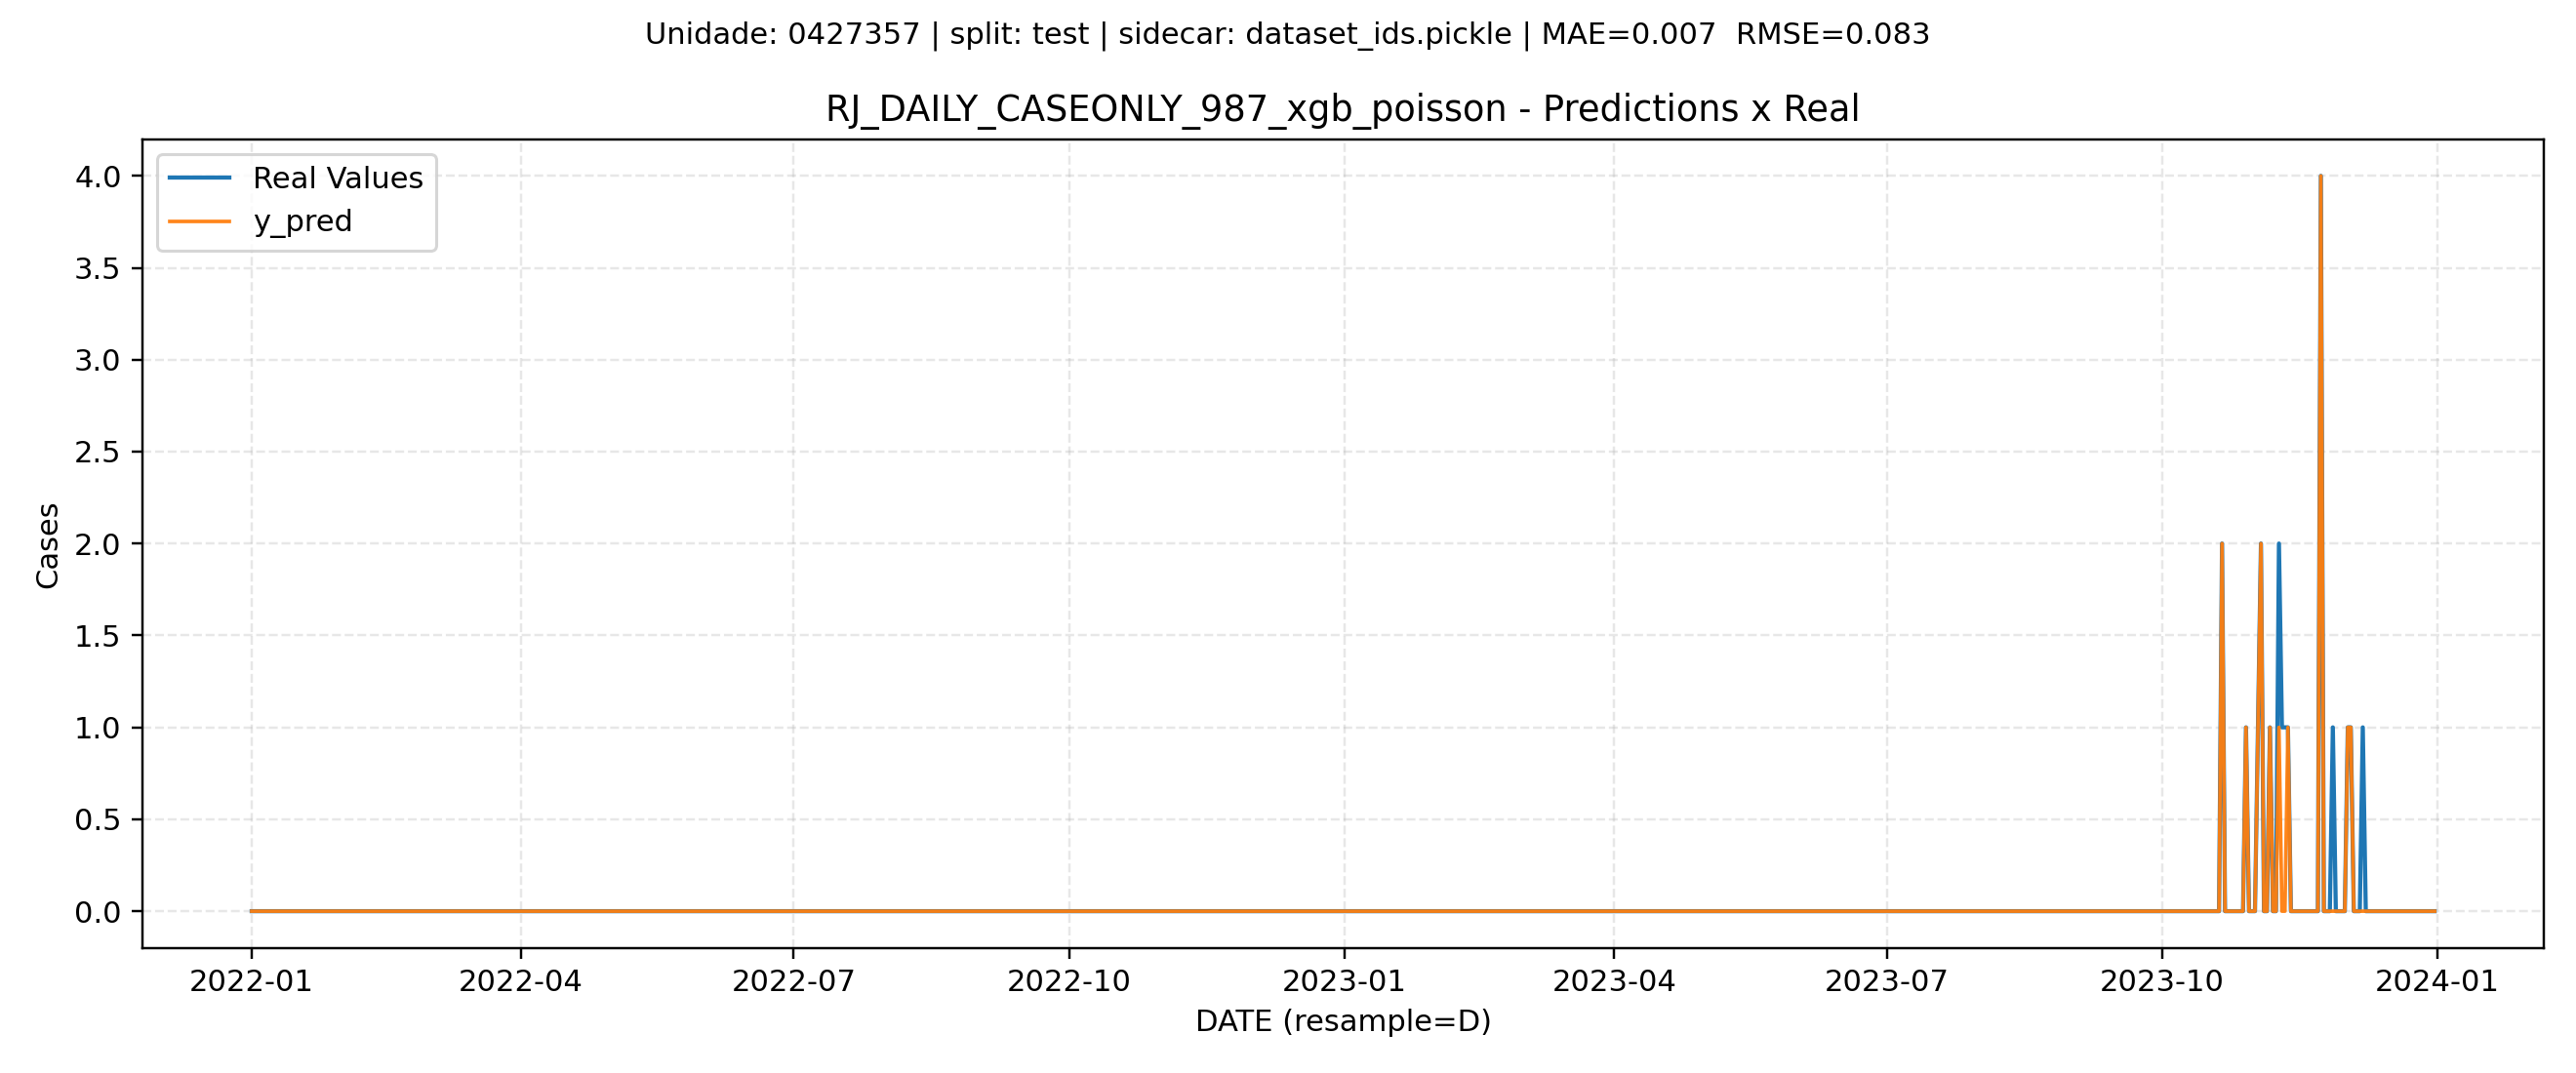 Unidade: 0427357 | split: test | sidecar: dataset_ids.pickle | MAE=0.007  RMSE=0.083
RJ_DAILY_CASEONLY_987_xgb_poisson - Predictions x Real
Real Values
y_pred
4.0
3.5
3.0
2.5
2.0
1.5
1.0
0.5
0.0
Cases
2022-01 2022-04 2022-07 2022-10 2023-01 2023-04 2023-07 2023-10 2024-01
DATE (resample=D)